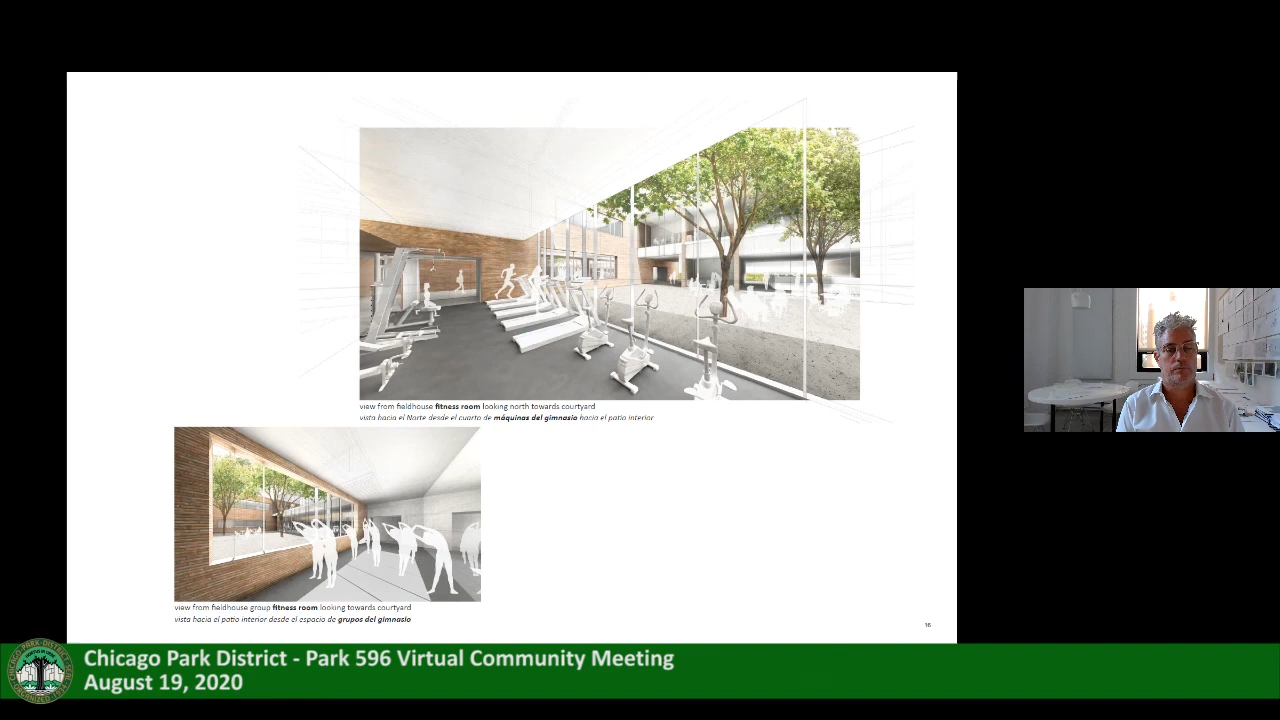 view from fieldhouse fitness room looking north towards courtyard
vista hacia el Norte desde el cuarto de máquinas del gimnasio hacia el patio interior
view from fieldhouse group fitness room looking towards courtyard
vista hacia el patio interior desde el espacio de grupos del gimnasio
16
Chicago Park District - Park 596 Virtual Community Meeting
August 19, 2020